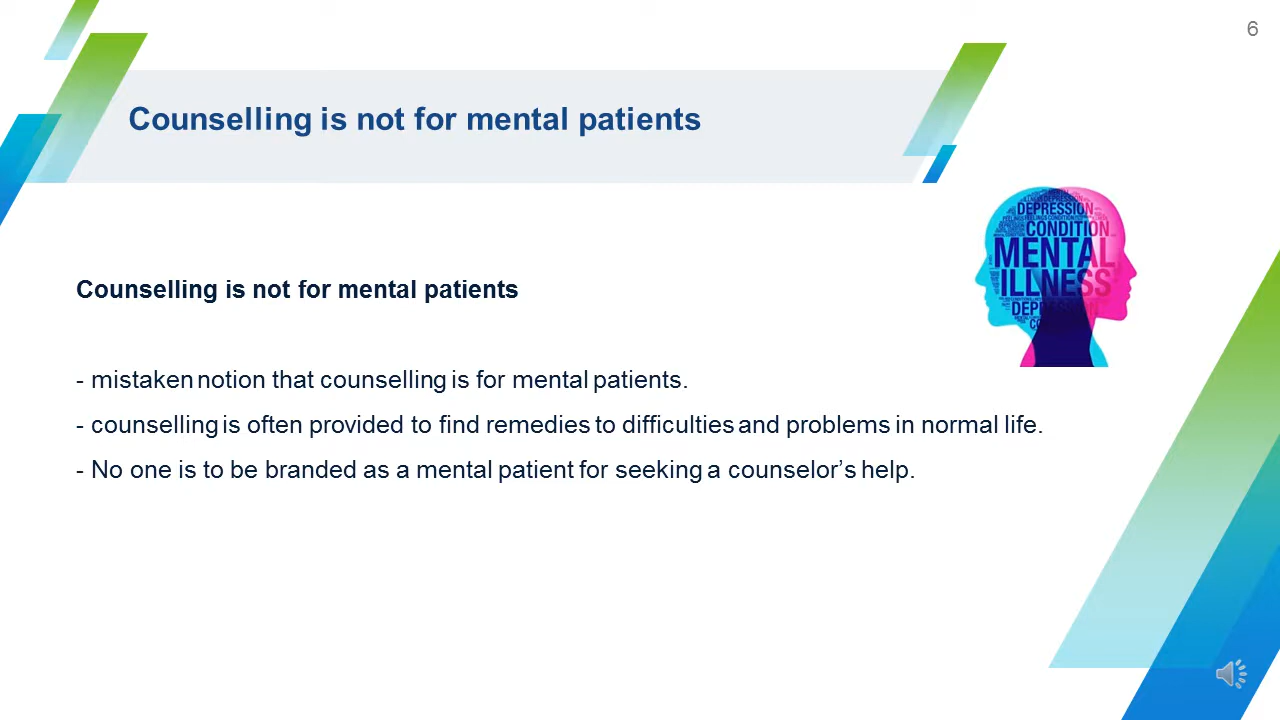 6
Counselling is not for mental patients
DEPRESSION
CONDITION
MENTAL
ILLNESS
Counselling is not for mental patients
- mistaken notion that counselling is for mental patients.
- counselling is often provided to find remedies to difficulties and problems in normal life.
- No one is to be branded as a mental patient for seeking a counselor’s help.